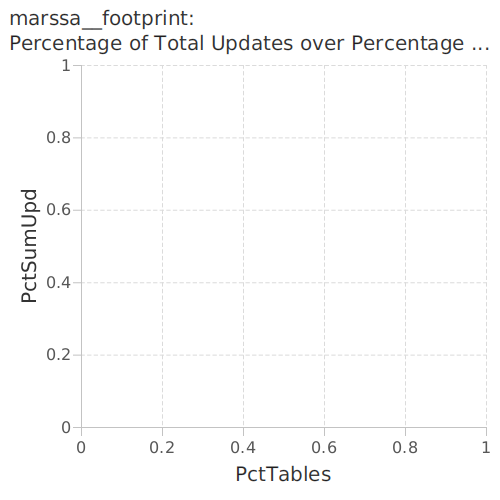 marssa__footprint:
Percentage of Total Updates over Percentage ...
1
0.8
0.6
0.4
0.2
0
PctSumUpd
0 0.2 0.4 0.6 0.8 1
PctTables